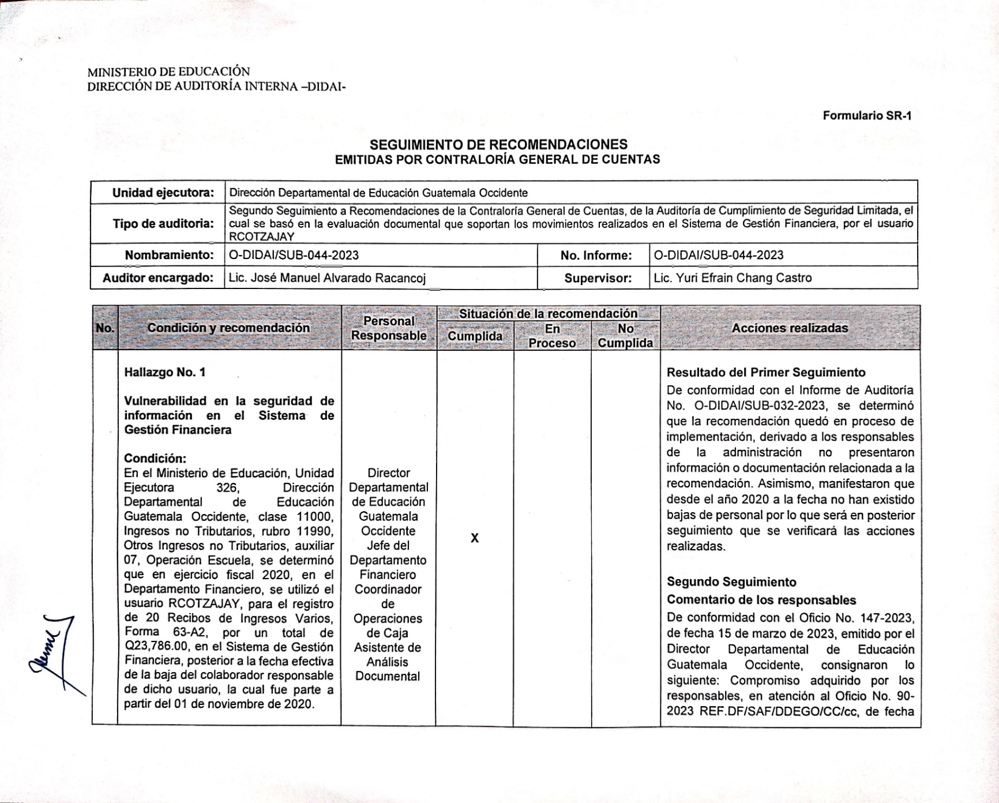 MINISTERIO DE EDUCACIÓN
DIRECCIÓN DE AUDITORÍA INTERNA –DIDAI-
Formulario SR-1
SEGUIMIENTO DE RECOMENDACIONES
EMITIDAS POR CONTRALORÍA GENERAL DE CUENTAS
Unidad ejecutora:
Dirección Departamental de Educación Guatemala Occidente
Tipo de auditoria:
Segundo Seguimiento a Recomendaciones de la Contraloría General de Cuentas, de la Auditoría de Cumplimiento de Seguridad Limitada, el
cual se basó en la evaluación documental que soportan los movimientos realizados en el Sistema de Gestión Financiera, por el usuario
RCOTZAJAY
Nombramiento:
O-DIDAI/SUB-044-2023
No. Informe:
O-DIDAI/SUB-044-2023
Auditor encargado:
Lic. José Manuel Alvarado Racancoj
Supervisor:
Lic. Yuri Efrain Chang Castro
No.
Condición y recomendación
Personal
Responsable
Situación de la recomendación
Cumplida
En
Proceso
No
Cumplida
Acciones realizadas
Hallazgo No. 1
Vulnerabilidad en la seguridad de
información en el Sistema de
Gestión Financiera
Condición:
En el Ministerio de Educación, Unidad
Ejecutora 326, Dirección
Departamental de Educación
Guatemala Occidente, clase 11000,
Ingresos no Tributarios, rubro 11990,
Otros Ingresos no Tributarios, auxiliar
07, Operación Escuela, se determinó
que en ejercicio fiscal 2020, en el
Departamento Financiero, se utilizó el
usuario RCOTZAJAY, para el registro
de 20 Recibos de Ingresos Varios,
Forma 63-A2, por un total de
Q23,786.00, en el Sistema de Gestión
Financiera, posterior a la fecha efectiva
de la baja del colaborador responsable
de dicho usuario, la cual fue parte a
partir del 01 de noviembre de 2020.
Director
Departamental
de Educación
Guatemala
Occidente
Jefe del
Departamento
Financiero
Coordinador
de
Operaciones
de Caja
Asistente de
Análisis
Documental
X
Resultado del Primer Seguimiento
De conformidad con el Informe de Auditoría
No. O-DIDAI/SUB-032-2023, se determinó
que la recomendación quedó en proceso de
implementación, derivado a los responsables
de la administración no presentaron
información o documentación relacionada a la
recomendación. Asimismo, manifestaron que
desde el año 2020 a la fecha no han existido
bajas de personal por lo que será en posterior
seguimiento que se verificará las acciones
realizadas.
Segundo Seguimiento
Comentario de los responsables
De conformidad con el Oficio No. 147-2023,
de fecha 15 de marzo de 2023, emitido por el
Director Departamental de Educación
Guatemala Occidente, consignaron lo
siguiente: Compromiso adquirido por los
responsables, en atención al Oficio No. 90-
2023 REF.DF/SAF/DDEGO/CC/cc, de fecha